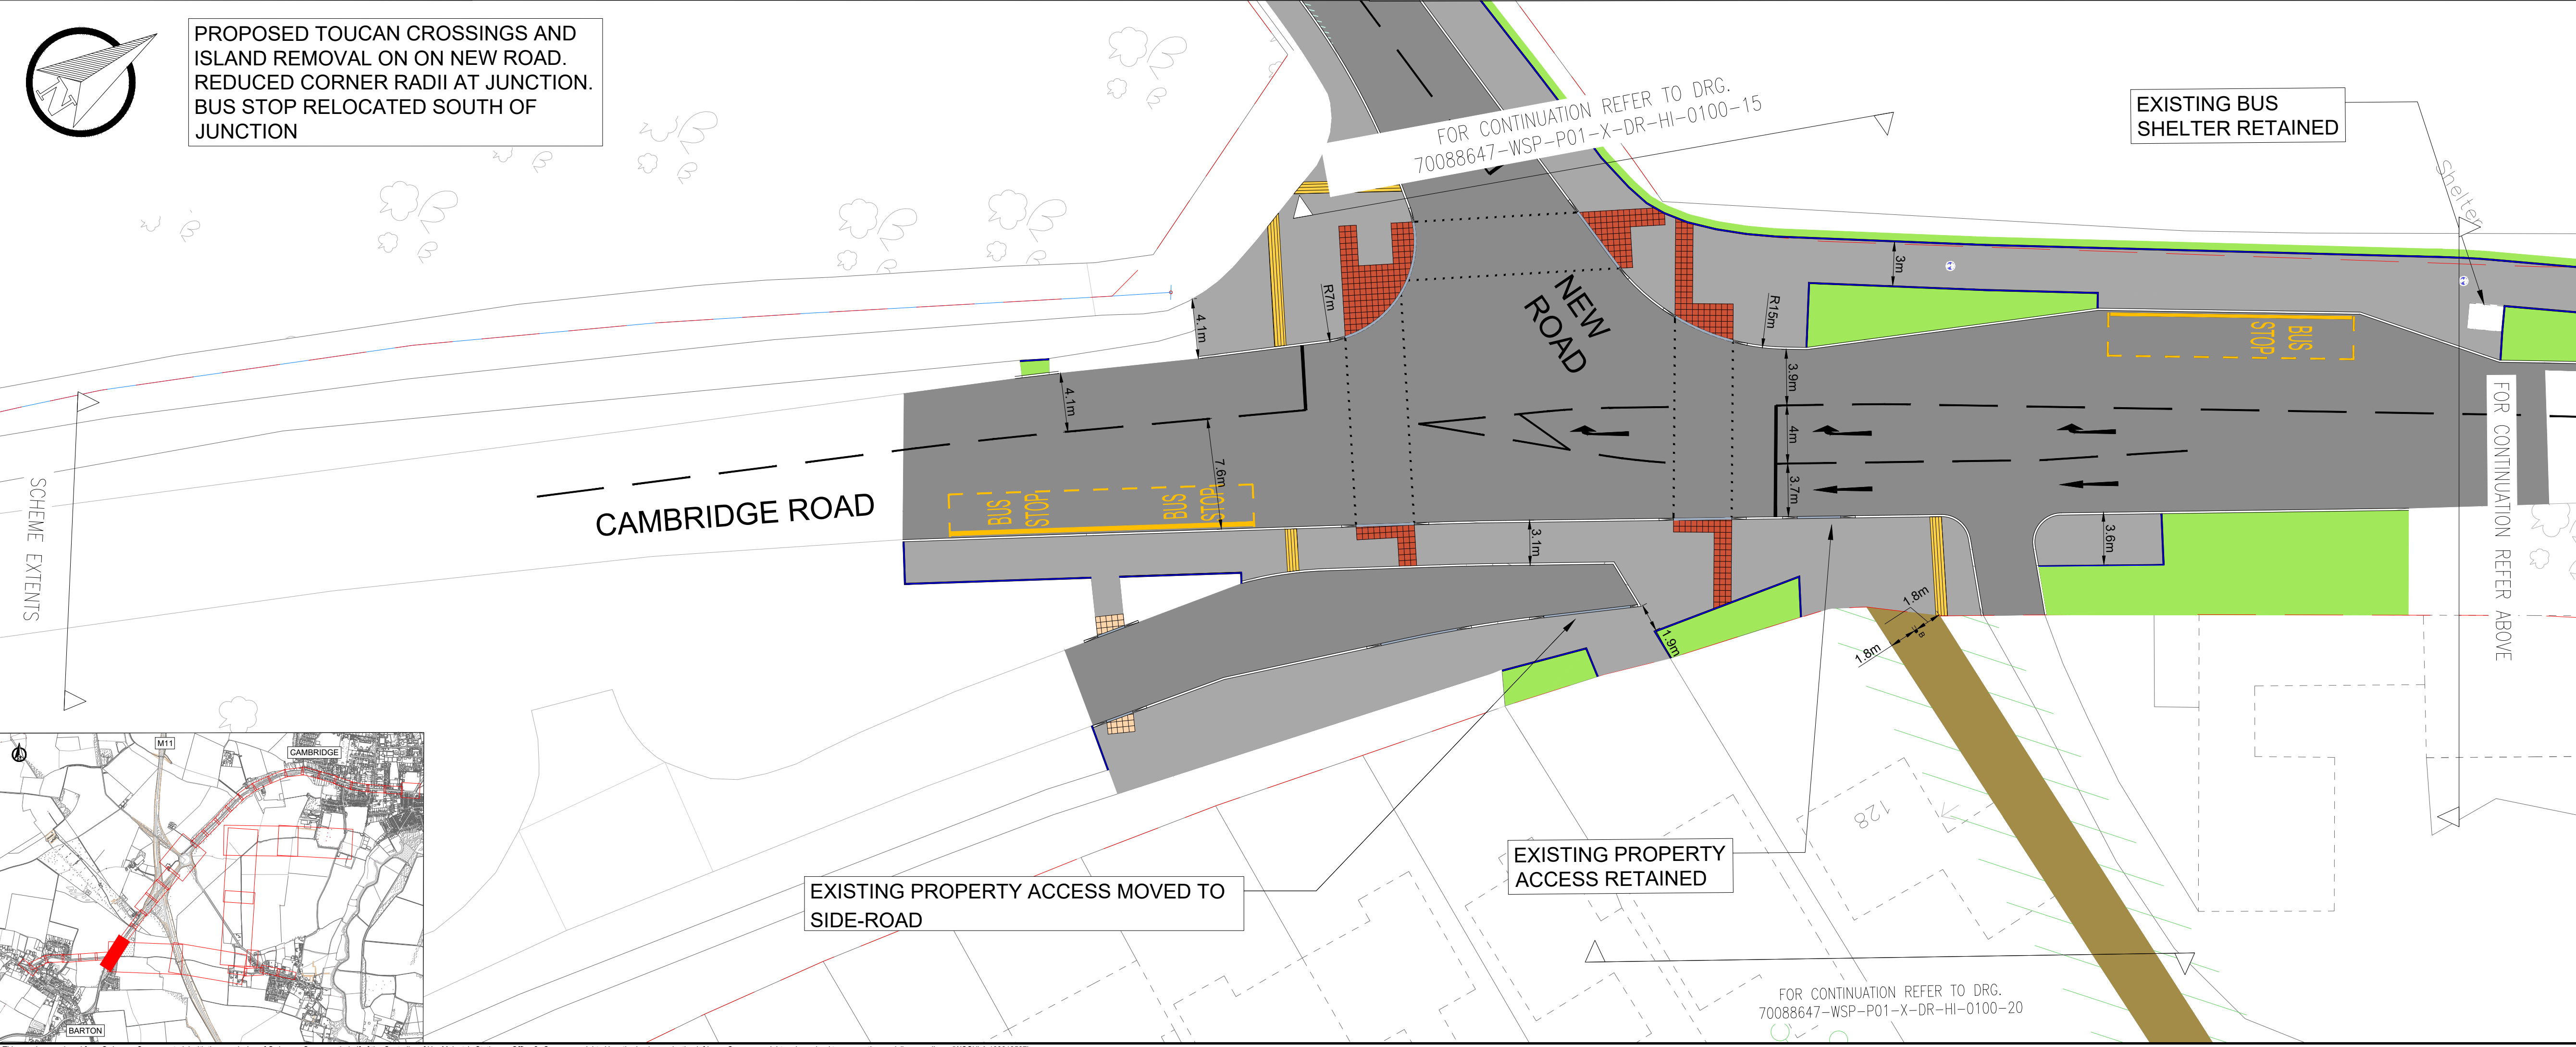 PROPOSED TOUCAN CROSSINGS AND
ISLAND REMOVAL ON ON NEW ROAD.
REDUCED CORNER RADII AT JUNCTION.
BUS STOP RELOCATED SOUTH OF
JUNCTION
N
FOR CONTINUATION REFER TO DRG.
70088647-WSP-P01-X-DR-HI-0100-15
EXISTING BUS
SHELTER RETAINED
Shelter
3m
R7m
R15m
4.1m
4.1m
NEW
ROAD
BUS
STOP
3.9m
4m
3.7m
7.6m
CAMBRIDGE ROAD
BUS
STOP
BUS
STOP
3.1m
3.6m
1.8m
1.8m
1.9m
SCHEME EXTENTS
FOR CONTINUATION REFER ABOVE
128
EXISTING PROPERTY
ACCESS RETAINED
EXISTING PROPERTY ACCESS MOVED TO
SIDE-ROAD
FOR CONTINUATION REFER TO DRG.
70088647-WSP-P01-X-DR-HI-0100-20
M11
CAMBRIDGE
BARTON